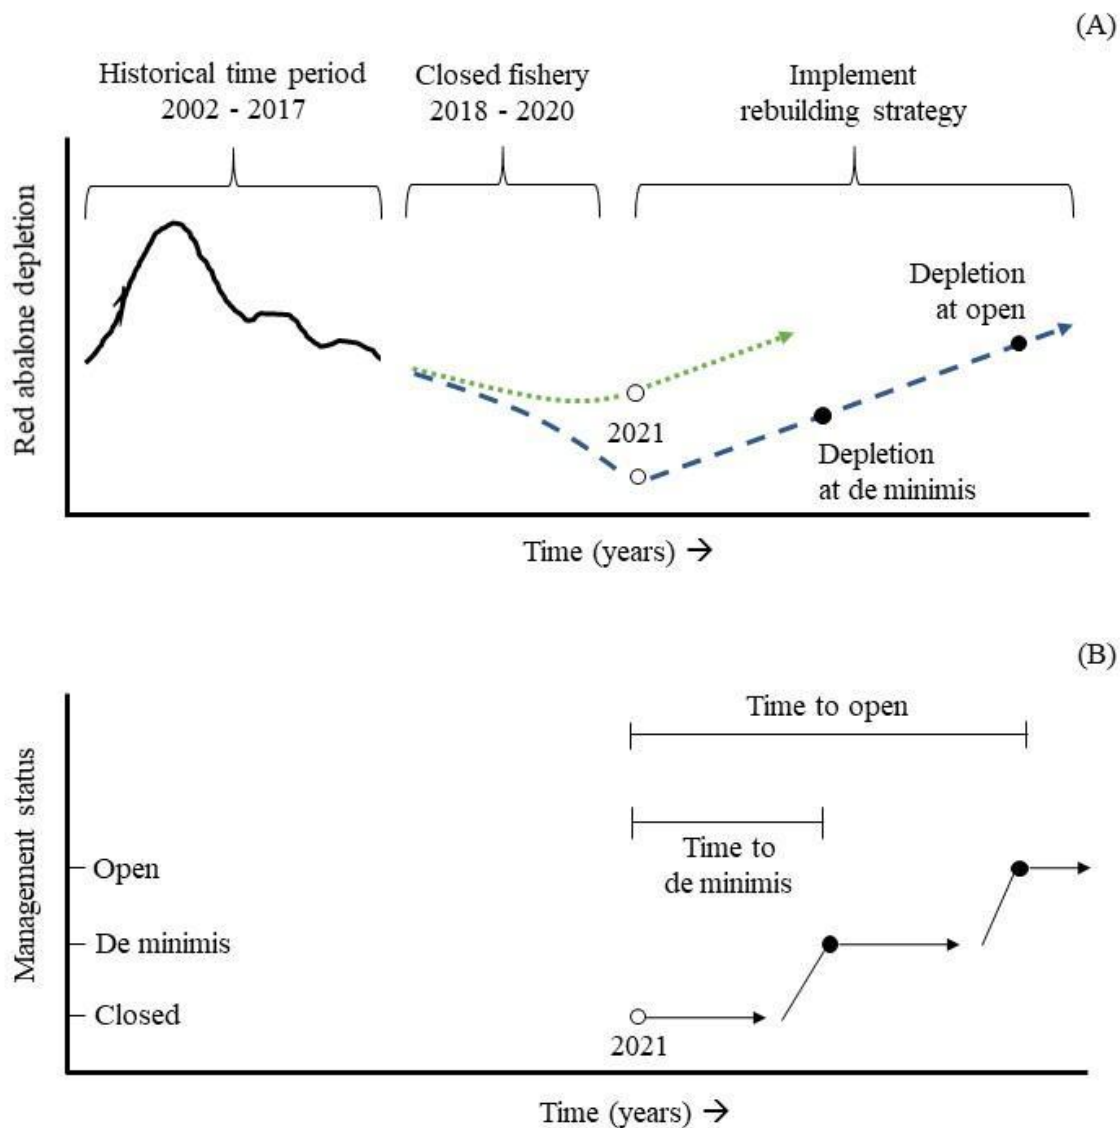 (A)
Historical time period
2002 - 2017
Closed fishery
2018 - 2020
Implement
rebuilding strategy
Red abalone depletion
Depletion
at open
2021
Depletion
at de minimis
Time (years) →
(B)
Time to open
Management status
Time to
de minimis
Open
De minimis
Closed
2021
Time (years) →